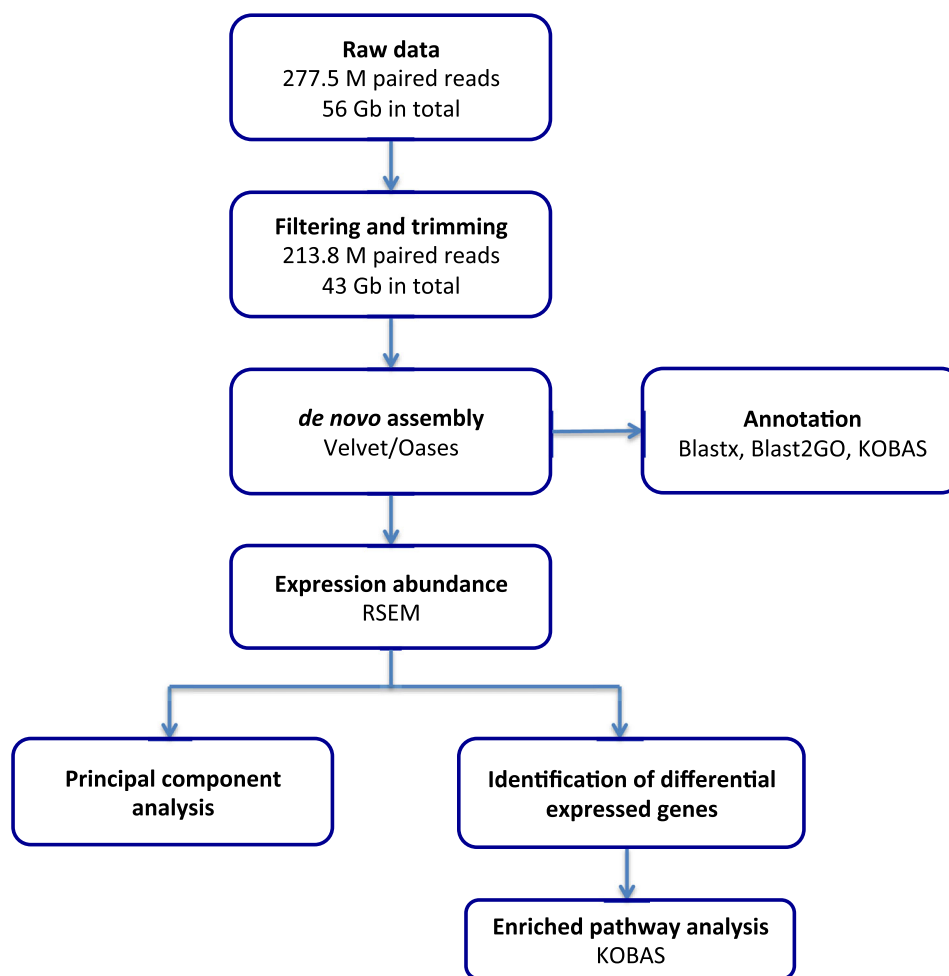 Raw data
277.5 M paired reads
56 Gb in total
Filtering and trimming
213.8 M paired reads
43 Gb in total
de novo assembly
Velvet/Oases
Annotation
Blastx, Blast2GO, KOBAS
Expression abundance
RSEM
Principal component
analysis
Identification of differential
expressed genes
Enriched pathway analysis
KOBAS